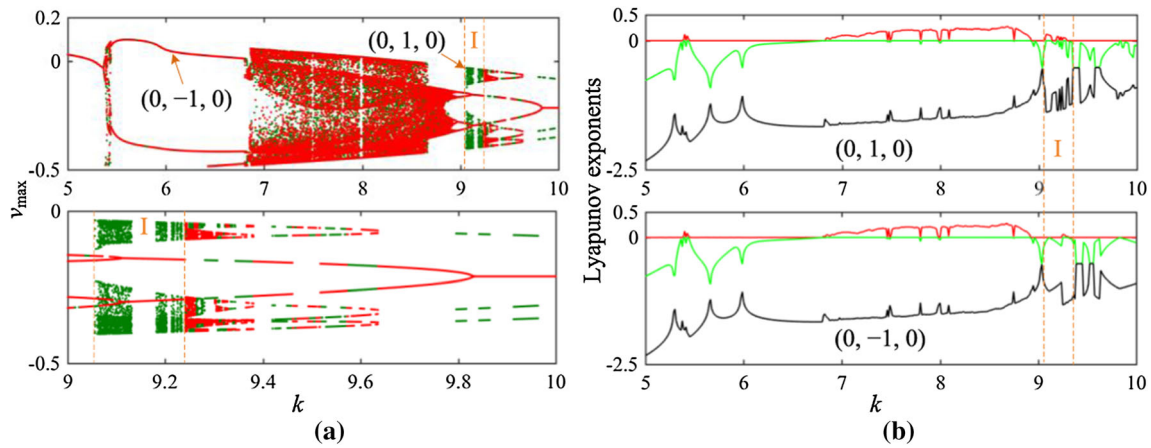 0.2
0
-0.5
(0, −1, 0)
(0, 1, 0)
I
5 6 7 8 9 10
v_max
0
-0.5
I
9 9.2 9.4 9.6 9.8 10
k
(a)
0.5
0
-2.5
(0, 1, 0)
I
5 6 7 8 9 10
Lyapunov exponents
0.5
0
-2.5
(0, −1, 0)
5 6 7 8 9 10
k
(b)